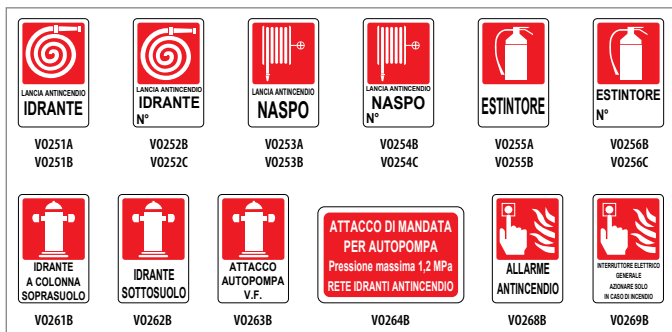 LANCIA ANTINCENDIO
IDRANTE
V0251A
V0251B
LANCIA ANTINCENDIO
IDRANTE
N°
V0252B
V0252C
LANCIA ANTINCENDIO
NASPO
V0253A
V0253B
LANCIA ANTINCENDIO
NASPO
N°
V0254B
V0254C
ESTINTORE
V0255A
V0255B
ESTINTORE
N°
V0256B
V0256C
IDRANTE
A COLONNA
SOPRASUOLO
V0261B
IDRANTE
SOTTOSUOLO
V0262B
ATTACCO
AUTOPOMPA
V.F.
V0263B
ATTACCO DI MANDATA
PER AUTOPOMPA
Pressione massima 1,2 MPa
RETE IDRANTI ANTINCENDIO
V0264B
ALLARME
ANTINCENDIO
V0268B
INTERRUTTORE ELETTRICO
GENERALE
AZIONARE SOLO
IN CASO DI INCENDIO
V0269B